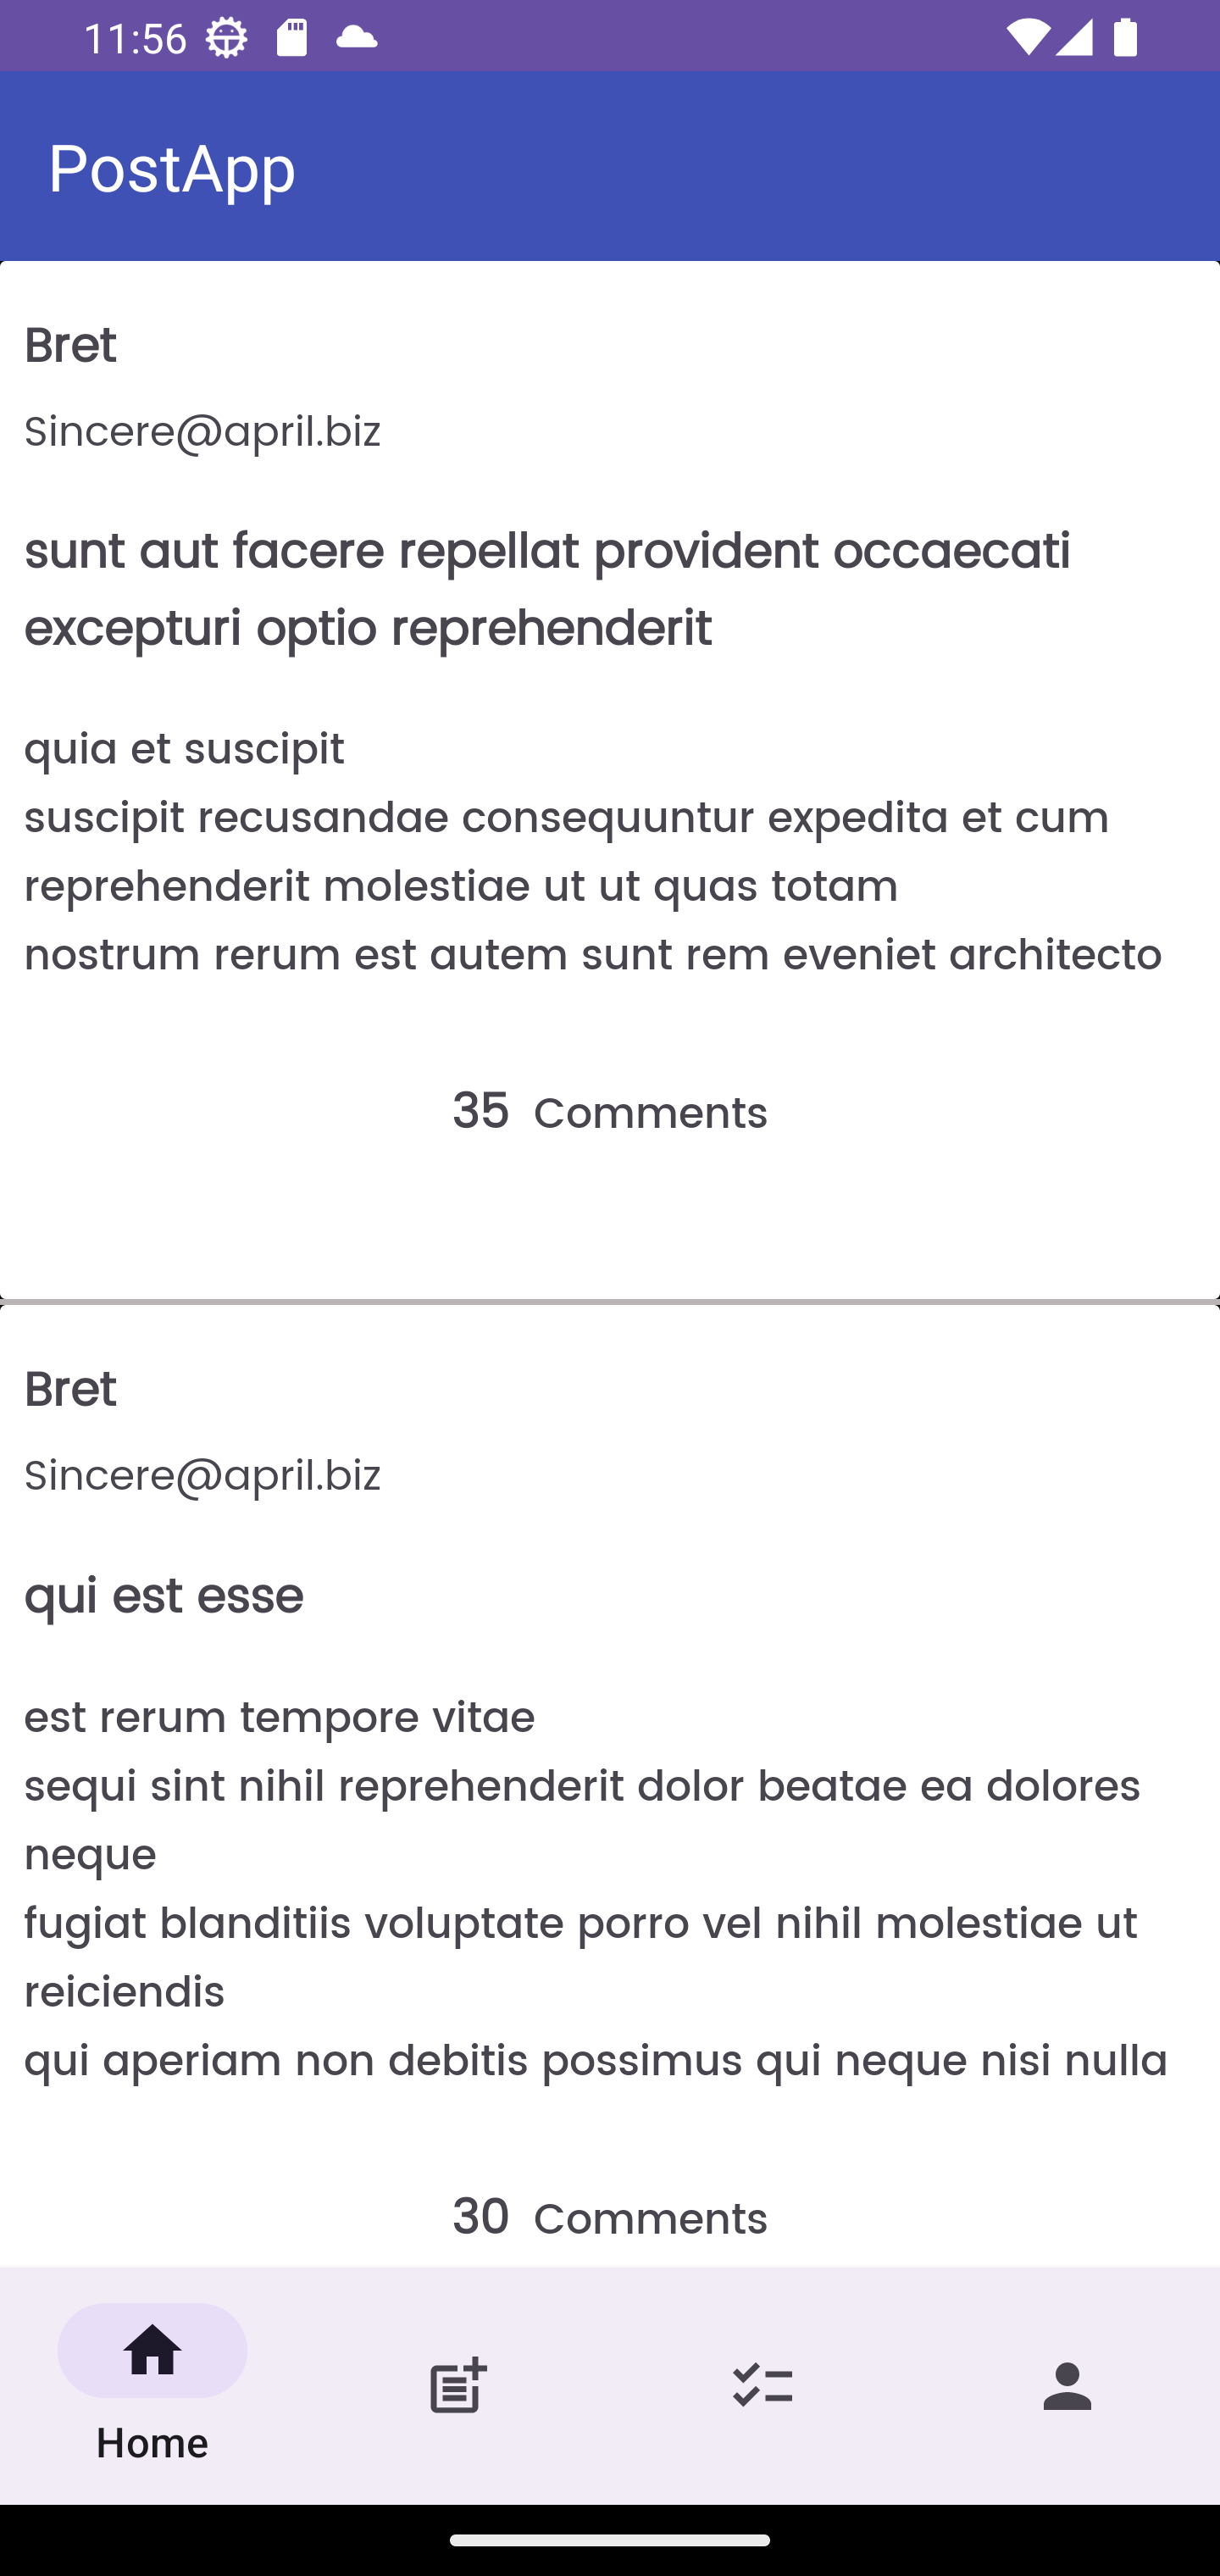 11:56
PostApp
Bret
Sincere@april.biz
sunt aut facere repellat provident occaecati
excepturi optio reprehenderit
quia et suscipit
suscipit recusandae consequuntur expedita et cum
reprehenderit molestiae ut ut quas totam
nostrum rerum est autem sunt rem eveniet architecto
35 Comments
Bret
Sincere@april.biz
qui est esse
est rerum tempore vitae
sequi sint nihil reprehenderit dolor beatae ea dolores
neque
fugiat blanditiis voluptate porro vel nihil molestiae ut
reiciendis
qui aperiam non debitis possimus qui neque nisi nulla
30 Comments
Home